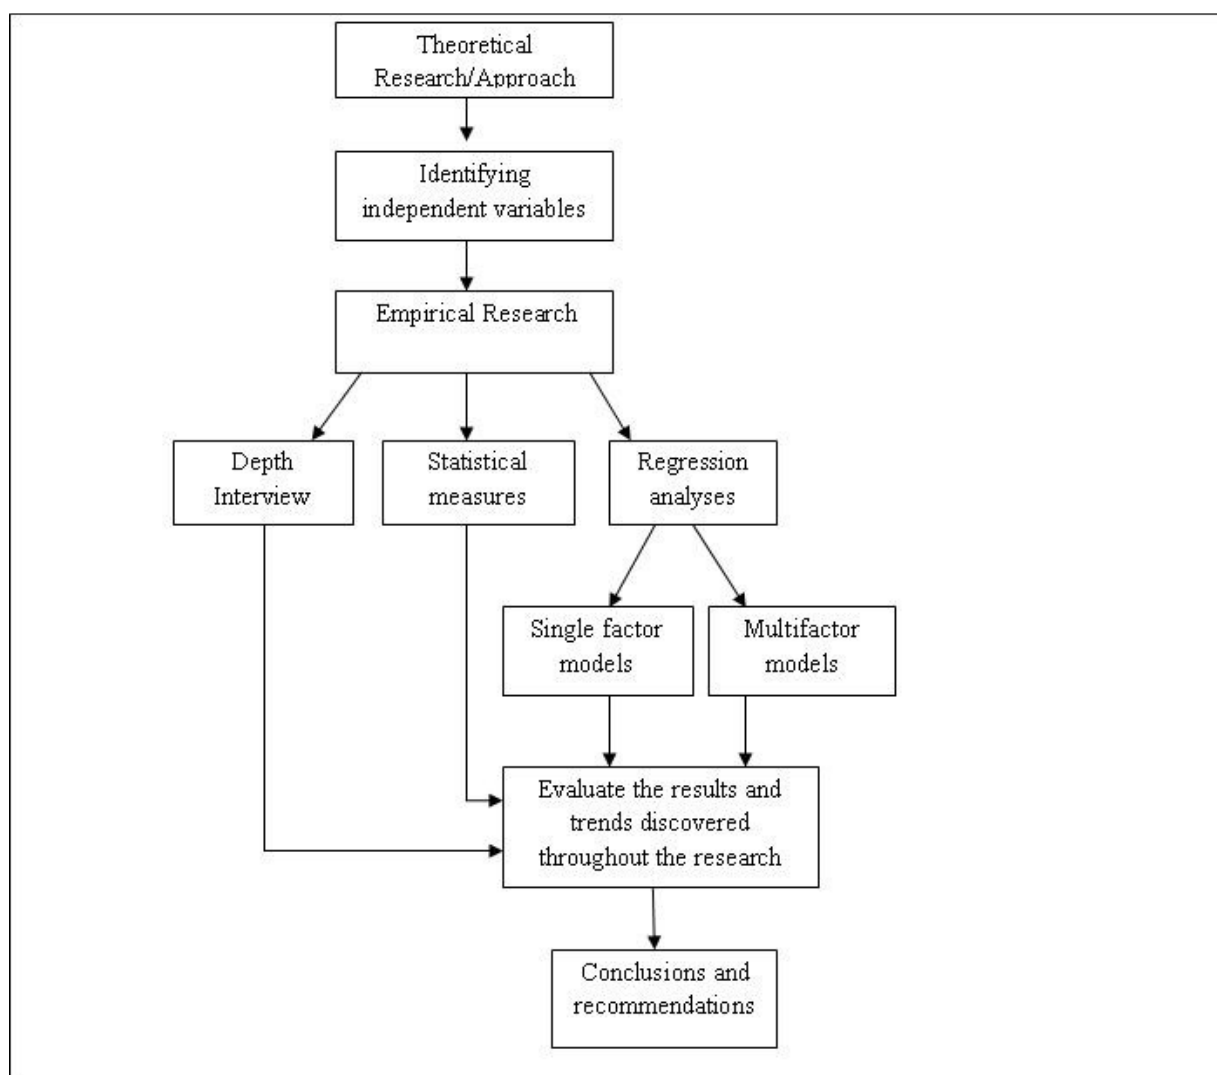 Theoretical
Research/Approach
Identifying
independent variables
Empirical Research
Depth
Interview
Statistical
measures
Regression
analyses
Single factor
models
Multifactor
models
Evaluate the results and
trends discovered
throughout the research
Conclusions and
recommendations